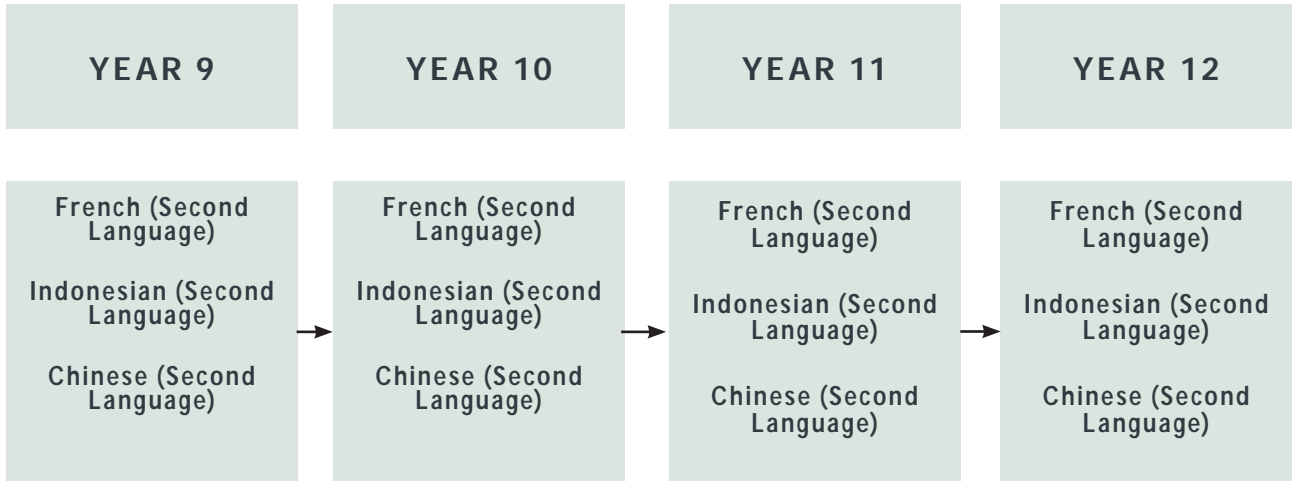 YEAR 9
YEAR 10
YEAR 11
YEAR 12
French (Second
Language)
Indonesian (Second
Language)
Chinese (Second
Language)
French (Second
Language)
Indonesian (Second
Language)
Chinese (Second
Language)
French (Second
Language)
Indonesian (Second
Language)
Chinese (Second
Language)
French (Second
Language)
Indonesian (Second
Language)
Chinese (Second
Language)